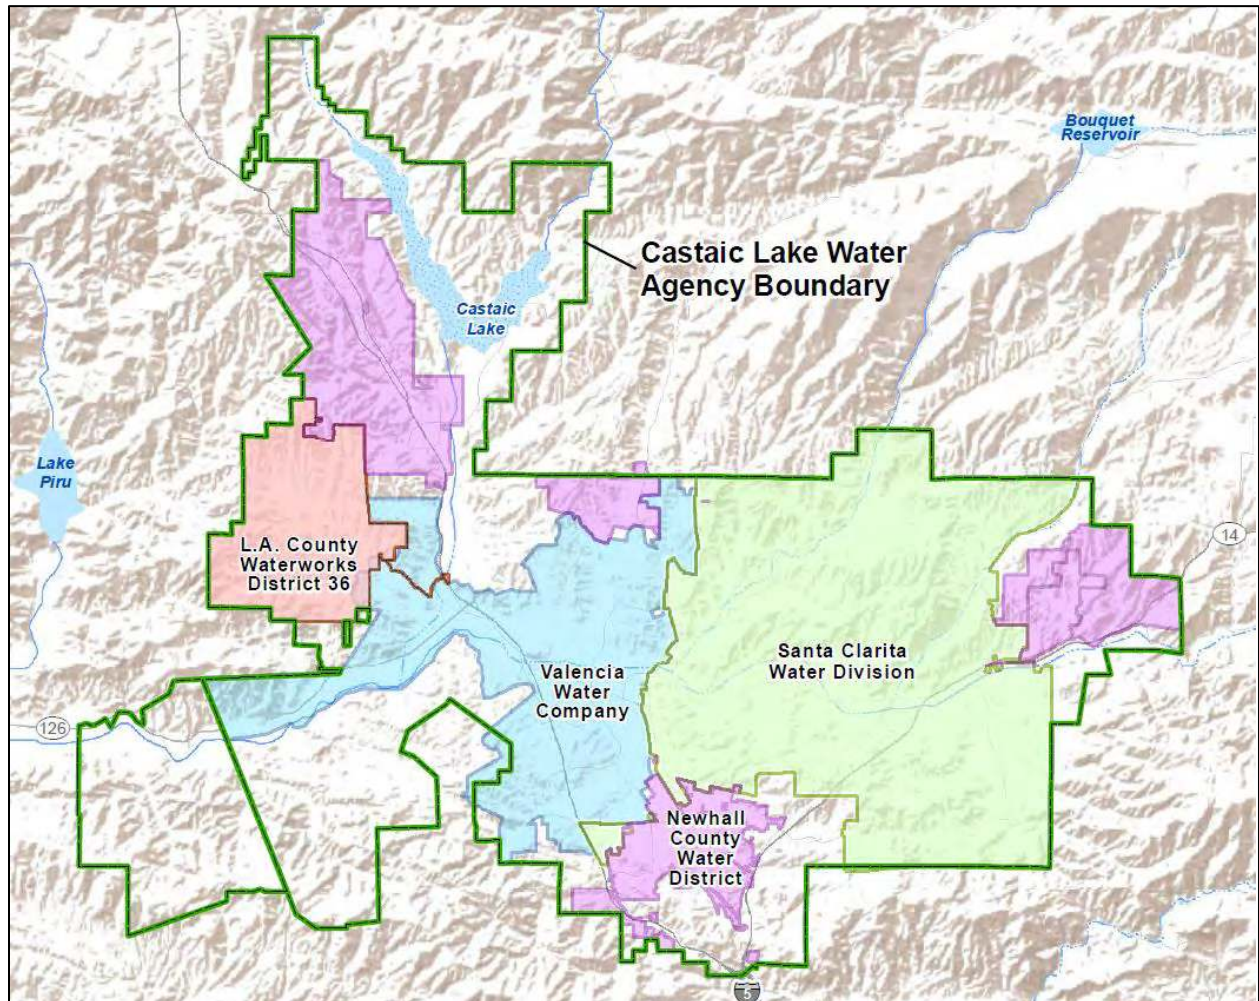 Bouquet
Reservoir
Castaic Lake Water
Agency Boundary
Castaic
Lake
Lake
Piru
14
L.A. County
Waterworks
District 36
Santa Clarita
Water Division
Valencia
Water
Company
126
Newhall
County
Water
District
5